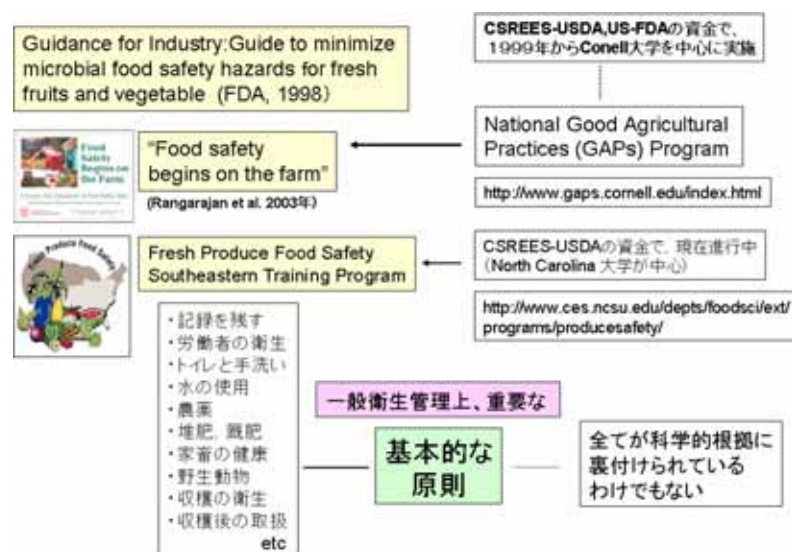 Guidance for Industry:Guide to minimize
microbial food safety hazards for fresh
fruits and vegetable (FDA, 1998)
CSREES-USDA,US-FDAの資金で、
1999年からConell大学を中心に実施
National Good Agricultural
Practices (GAPs) Program
http://www.gaps.cornell.edu/index.html
Food
Safety
Begins on
the Farm
"Food safety
begins on the farm"
(Rangarajan et al. 2003年)
Fresh Produce Food Safety
Fresh Produce Food Safety
Southeastern Training Program
CSREES-USDAの資金で、現在進行中
(North Carolina 大学が中心)
http://www.ces.ncsu.edu/depts/foodsci/ext/
programs/producesafety/
・記録を残す
・労働者の衛生
・トイレと手洗い
・水の使用
・農薬
・堆肥、厩肥
・家畜の健康
・野生動物
・収穫の衛生
・収穫後の取扱
etc
一般衛生管理上、重要な
基本的な
原則
全てが科学的根拠に
裏付けられている
わけでもない